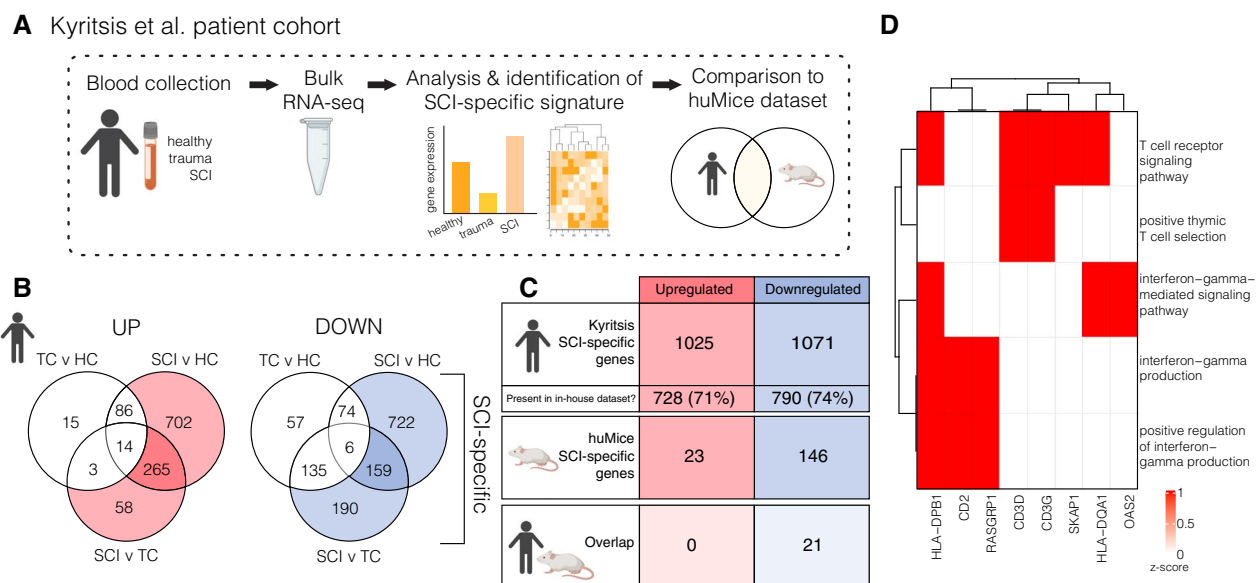 A Kyritsis et al. patient cohort
Blood collection
healthy
trauma
SCI
Bulk
RNA-seq
Analysis & identification of
SCI-specific signature
gene expression
healthy
trauma
SCI
Comparison to
huMice dataset
B
UP
TC v HC
SCI v HC
15
86
702
14
3
265
58
SCI v TC
DOWN
TC v HC
SCI v HC
57
74
722
6
135
159
190
SCI v TC
SCI-specific
C
Upregulated
Downregulated
Kyritsis
SCI-specific
genes
1025
1071
Present in in-house dataset?
728 (71%)
790 (74%)
huMice
SCI-specific
genes
23
146
Overlap
0
21
D
T cell receptor
signaling
pathway
positive thymic
T cell selection
interferon−gamma−
mediated signaling
pathway
interferon−gamma
production
positive regulation
of interferon−
gamma production
HLA−DPB1
CD2
RASGRP1
CD3D
CD3G
SKAP1
HLA−DQA1
OAS2
1
0.5
0
z-score